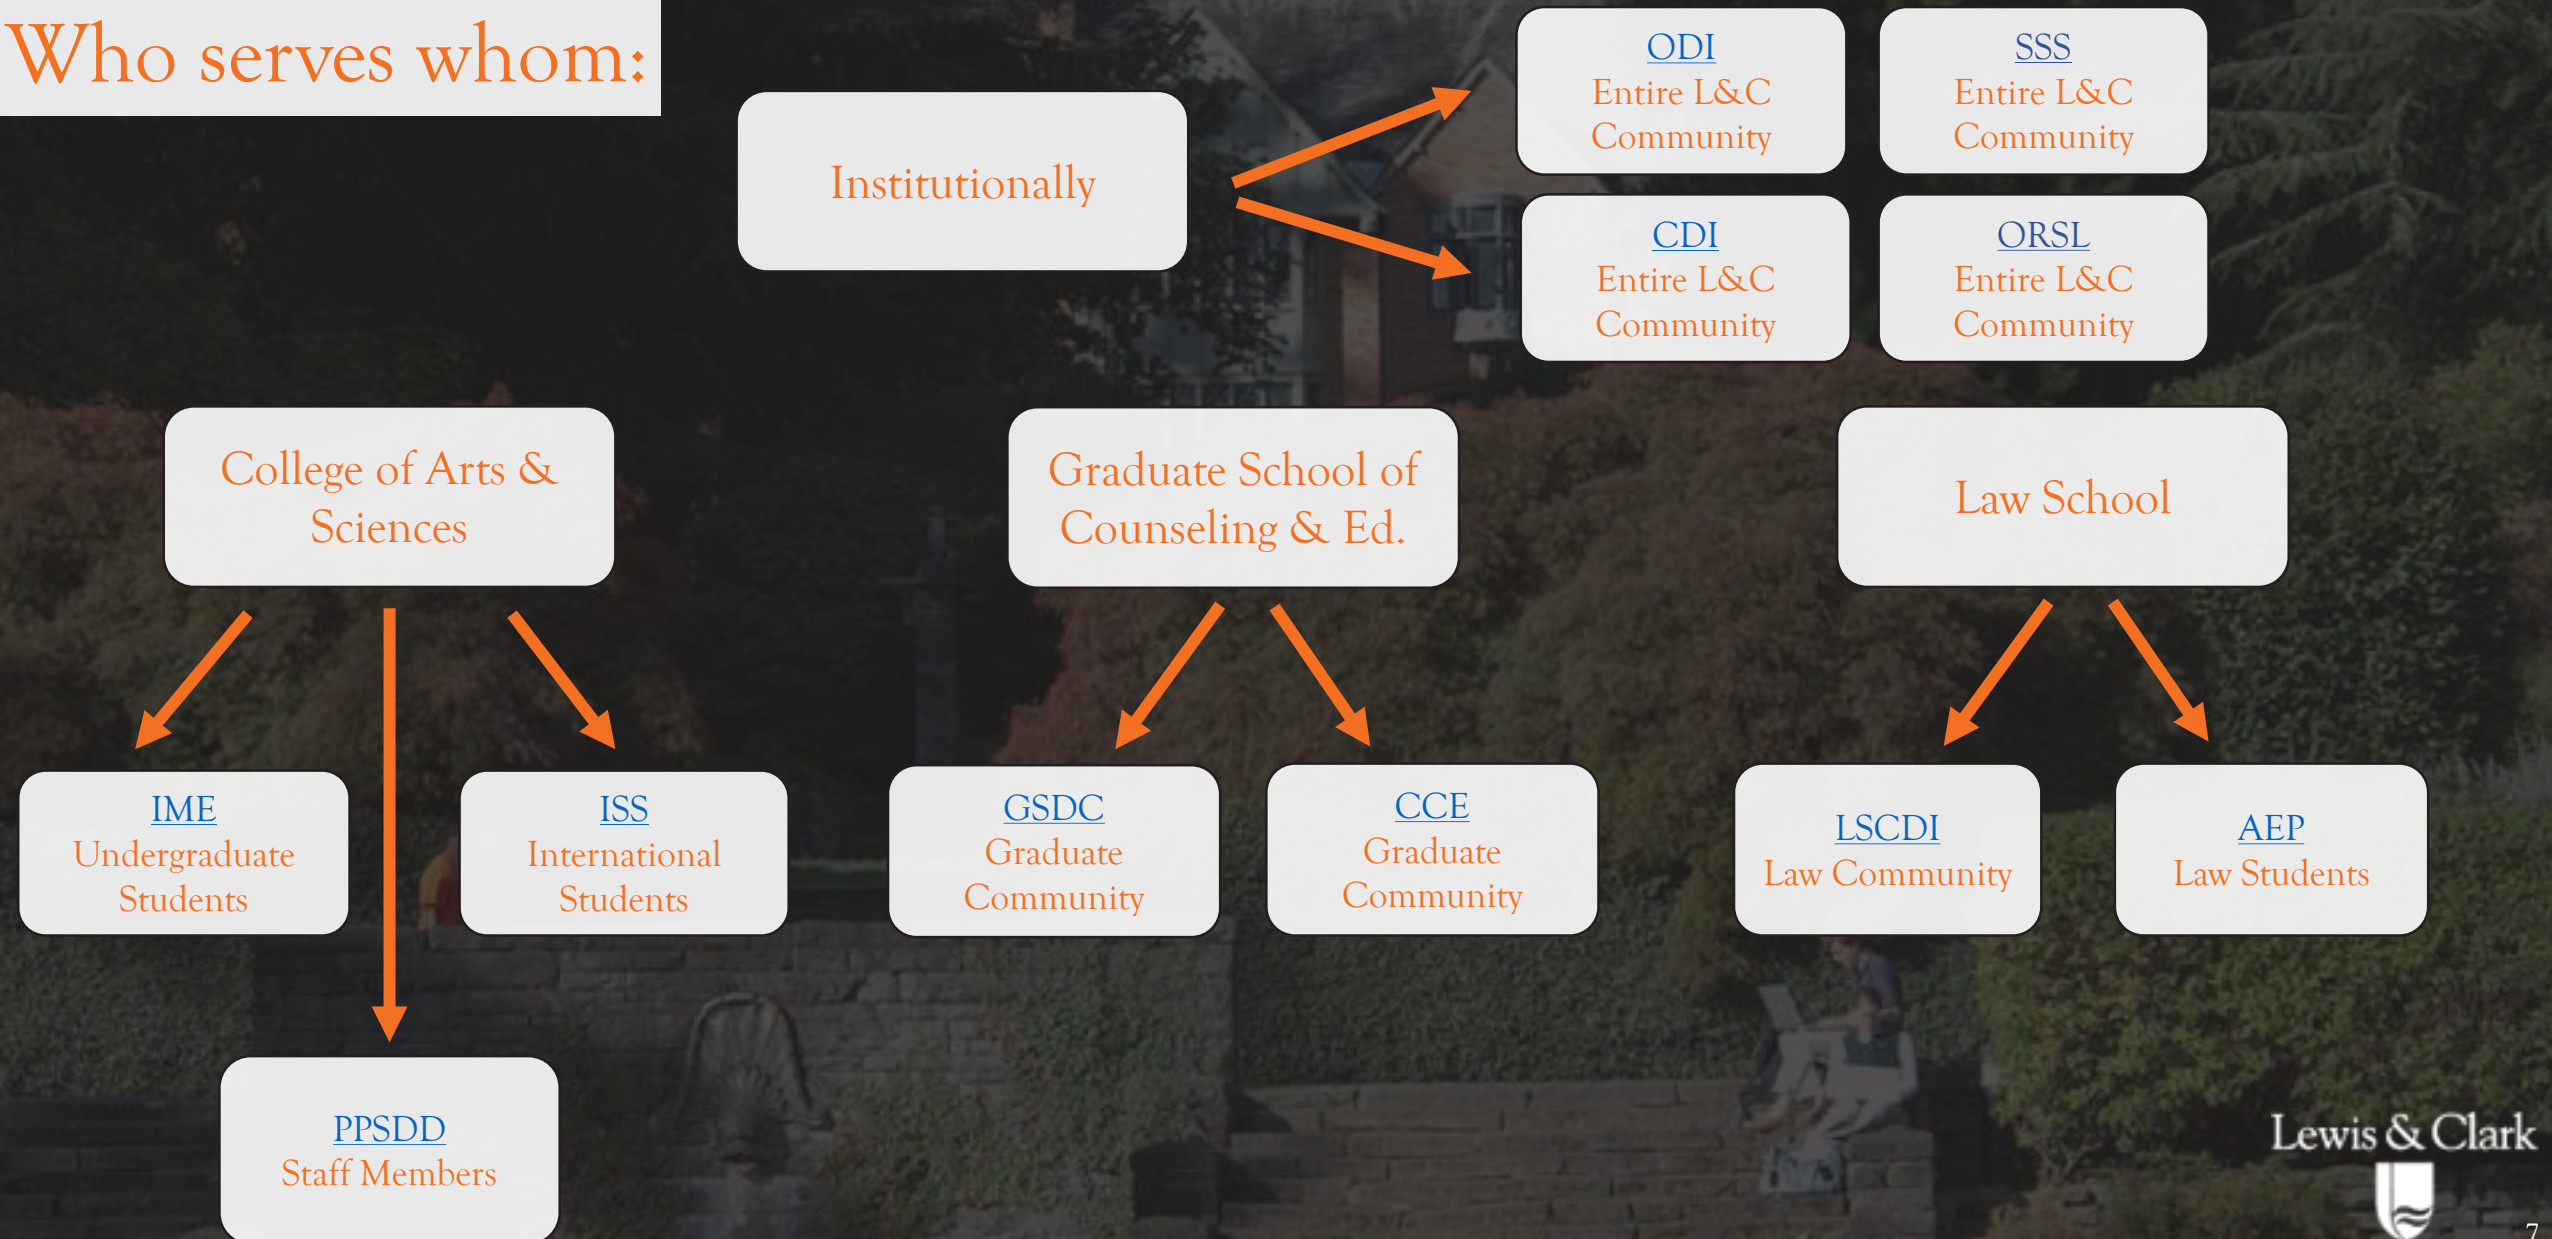 Who serves whom:
Institutionally
ODI
Entire L&C
Community
SSS
Entire L&C
Community
CDI
Entire L&C
Community
ORSL
Entire L&C
Community
College of Arts &
Sciences
Graduate School of
Counseling & Ed.
Law School
IME
Undergraduate
Students
ISS
International
Students
GSDC
Graduate
Community
CCE
Graduate
Community
LSCDI
Law Community
AEP
Law Students
PPSDD
Staff Members
Lewis & Clark
7